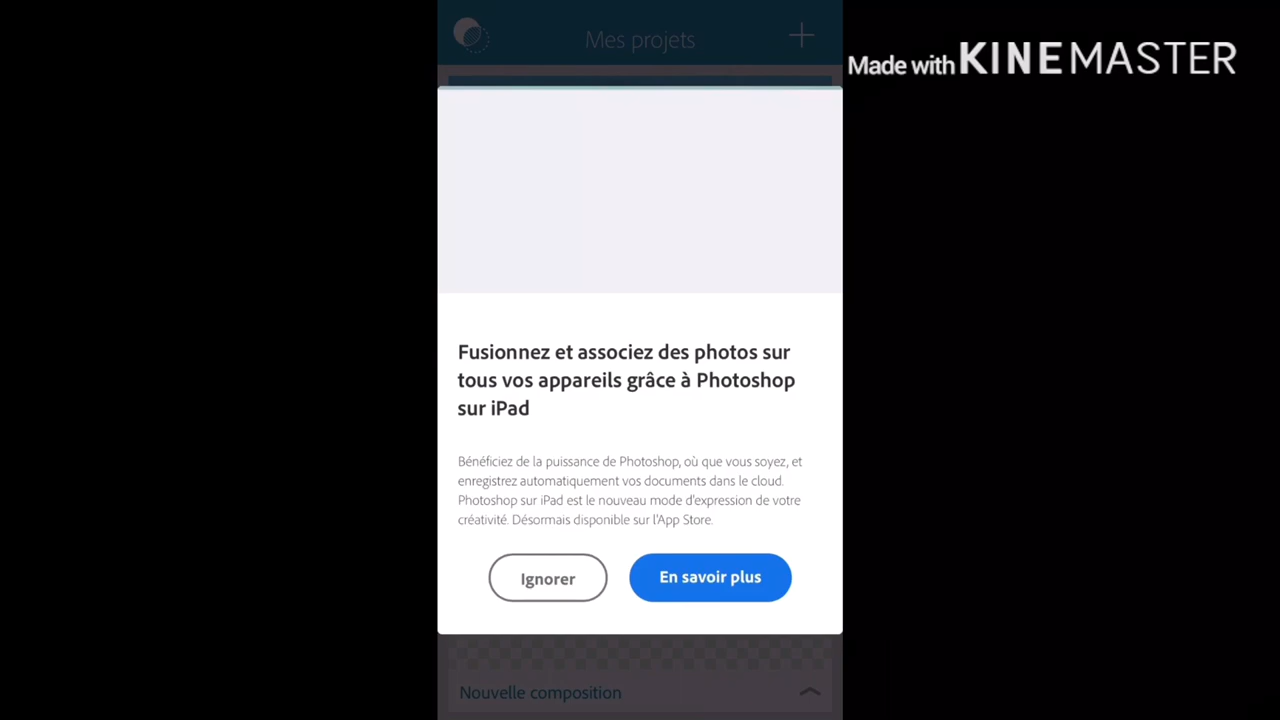 Mes projets
Made with KINEMASTER
Fusionnez et associez des photos sur
tous vos appareils grâce à Photoshop
sur iPad
Bénéficiez de la puissance de Photoshop, où que vous soyez, et
enregistrez automatiquement vos documents dans le cloud.
Photoshop sur iPad est le nouveau mode d'expression de votre
créativité. Désormais disponible sur l'App Store.
Ignorer
En savoir plus
Nouvelle composition